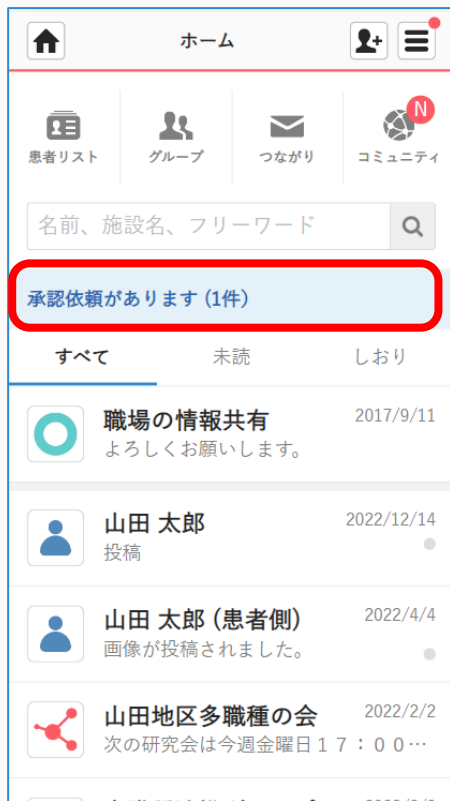 ホーム
患者リスト
グループ
つながり
コミュニティ
N
名前、施設名、フリーワード
承認依頼があります (1件)
すべて 未読 しおり
職場の情報共有 2017/9/11
よろしくお願いします。
山田 太郎 2022/12/14
投稿
山田 太郎 (患者側) 2022/4/4
画像が投稿されました。
山田地区多職種の会 2022/2/2
次の研究会は今週金曜日１７：００…